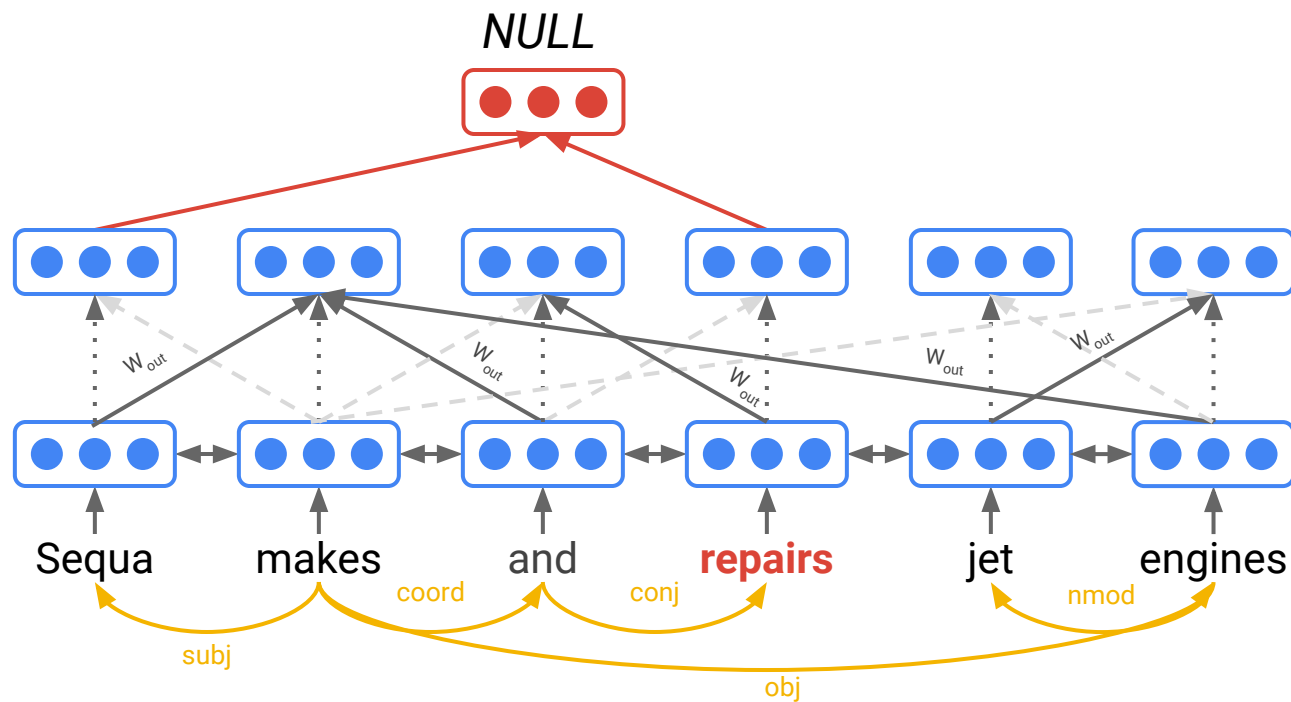 NULL
W out
W out
W out
W out
W out
Sequa makes and repairs jet engines
coord conj nmod
subj
obj